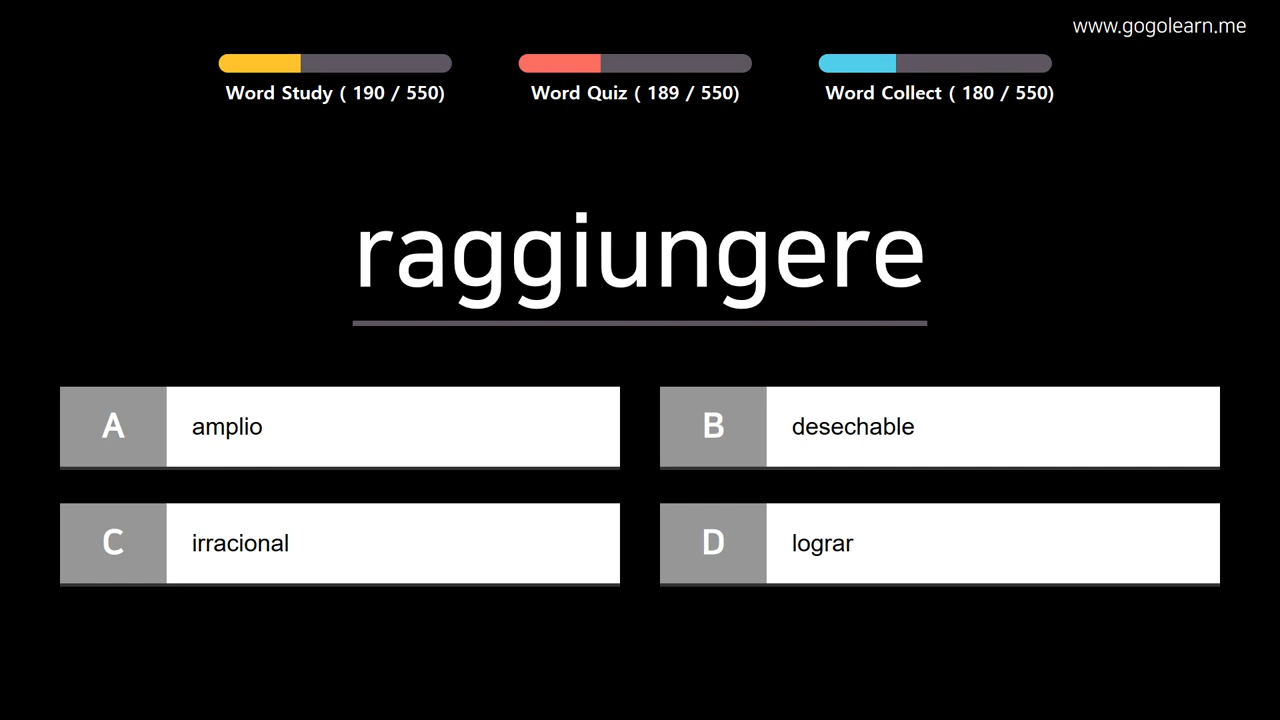 www.gogolearn.me
Word Study ( 190 / 550)
Word Quiz ( 189 / 550)
Word Collect ( 180 / 550)
raggiungere
A amplio
B desechable
C irracional
D lograr